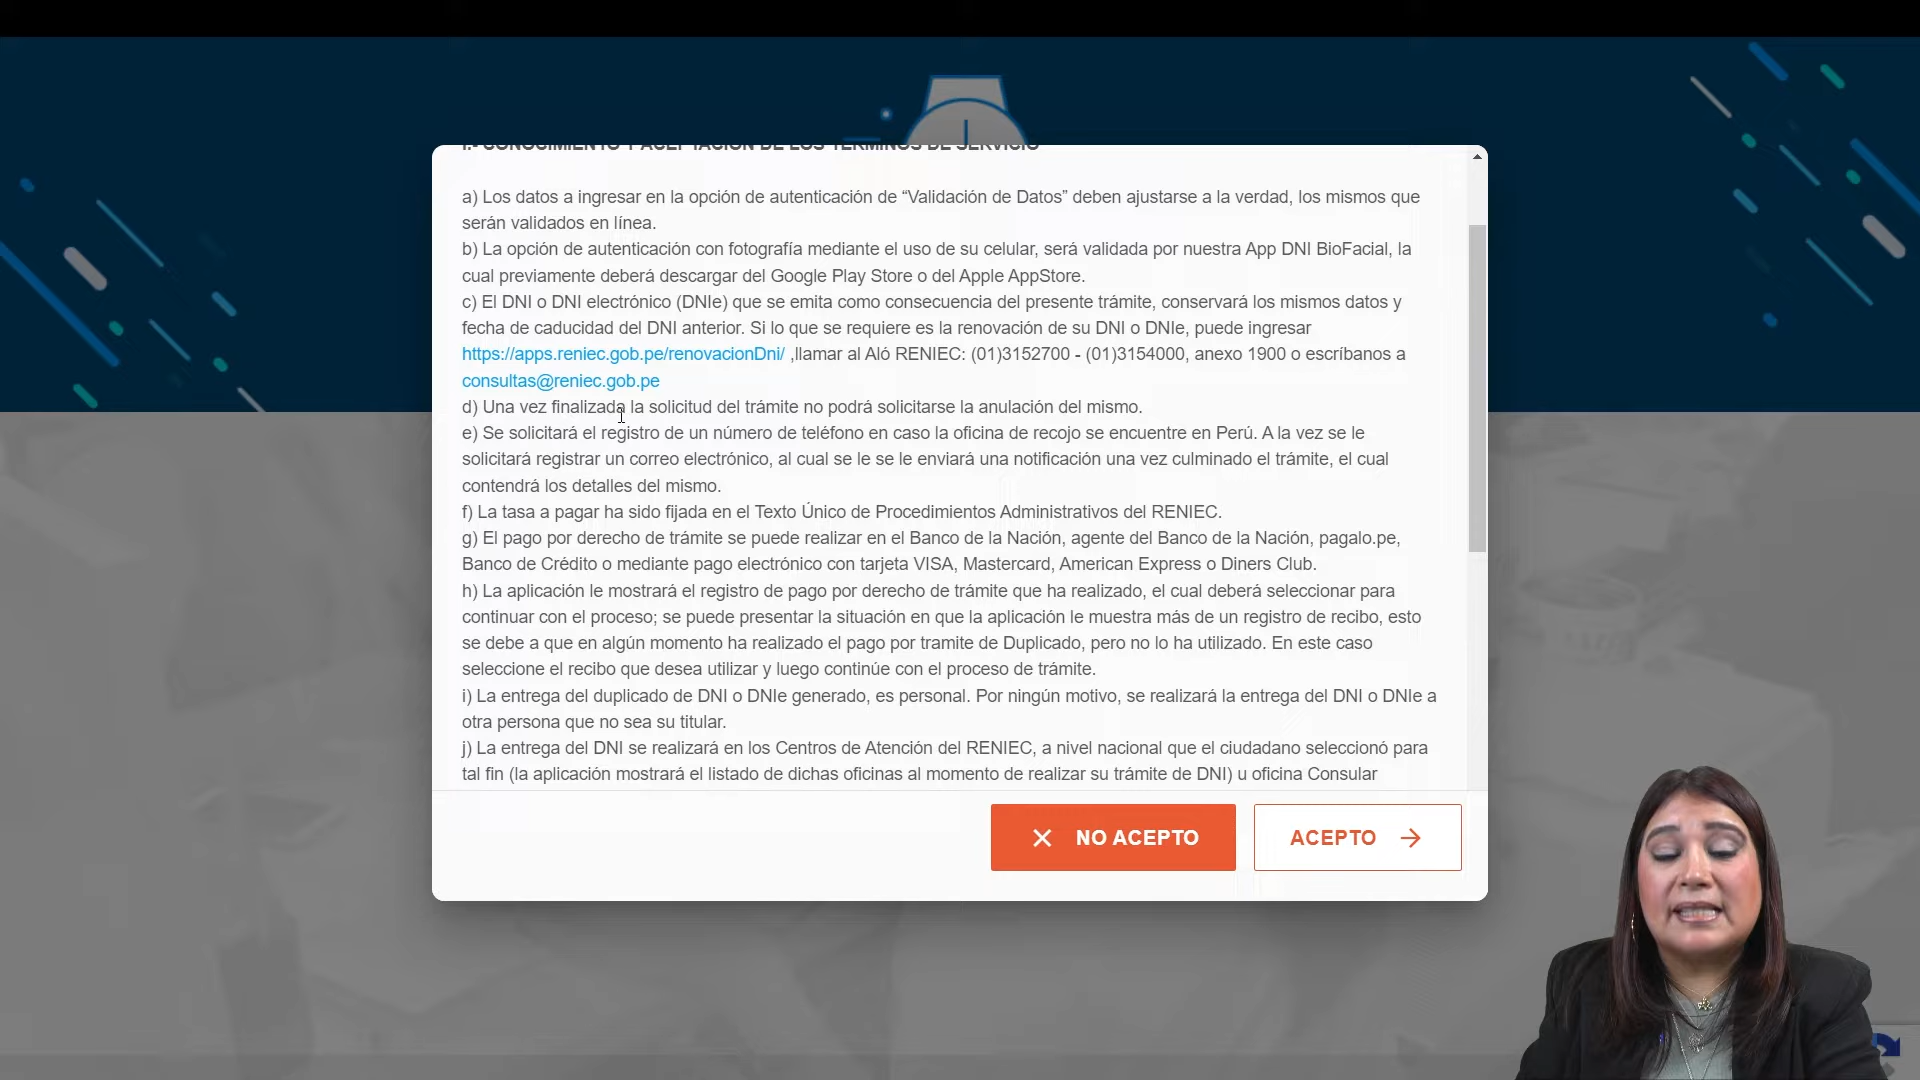 I.- CONOCIMIENTO Y ACEPTACIÓN DE LOS TÉRMINOS DE SERVICIO
a) Los datos a ingresar en la opción de autenticación de “Validación de Datos” deben ajustarse a la verdad, los mismos que
serán validados en línea.
b) La opción de autenticación con fotografía mediante el uso de su celular, será validada por nuestra App DNI BioFacial, la
cual previamente deberá descargar del Google Play Store o del Apple AppStore.
c) El DNI o DNI electrónico (DNIe) que se emita como consecuencia del presente trámite, conservará los mismos datos y
fecha de caducidad del DNI anterior. Si lo que se requiere es la renovación de su DNI o DNIe, puede ingresar
https://apps.reniec.gob.pe/renovacionDni/ ,llamar al Aló RENIEC: (01)3152700 - (01)3154000, anexo 1900 o escríbanos a
consultas@reniec.gob.pe
d) Una vez finalizada la solicitud del trámite no podrá solicitarse la anulación del mismo.
e) Se solicitará el registro de un número de teléfono en caso la oficina de recojo se encuentre en Perú. A la vez se le
solicitará registrar un correo electrónico, al cual se le se le enviará una notificación una vez culminado el trámite, el cual
contendrá los detalles del mismo.
f) La tasa a pagar ha sido fijada en el Texto Único de Procedimientos Administrativos del RENIEC.
g) El pago por derecho de trámite se puede realizar en el Banco de la Nación, agente del Banco de la Nación, pagalo.pe,
Banco de Crédito o mediante pago electrónico con tarjeta VISA, Mastercard, American Express o Diners Club.
h) La aplicación le mostrará el registro de pago por derecho de trámite que ha realizado, el cual deberá seleccionar para
continuar con el proceso; se puede presentar la situación en que la aplicación le muestra más de un registro de recibo, esto
se debe a que en algún momento ha realizado el pago por tramite de Duplicado, pero no lo ha utilizado. En este caso
seleccione el recibo que desea utilizar y luego continúe con el proceso de trámite.
i) La entrega del duplicado de DNI o DNIe generado, es personal. Por ningún motivo, se realizará la entrega del DNI o DNIe a
otra persona que no sea su titular.
j) La entrega del DNI se realizará en los Centros de Atención del RENIEC, a nivel nacional que el ciudadano seleccionó para
tal fin (la aplicación mostrará el listado de dichas oficinas al momento de realizar su trámite de DNI) u oficina Consular
NO ACEPTO
ACEPTO